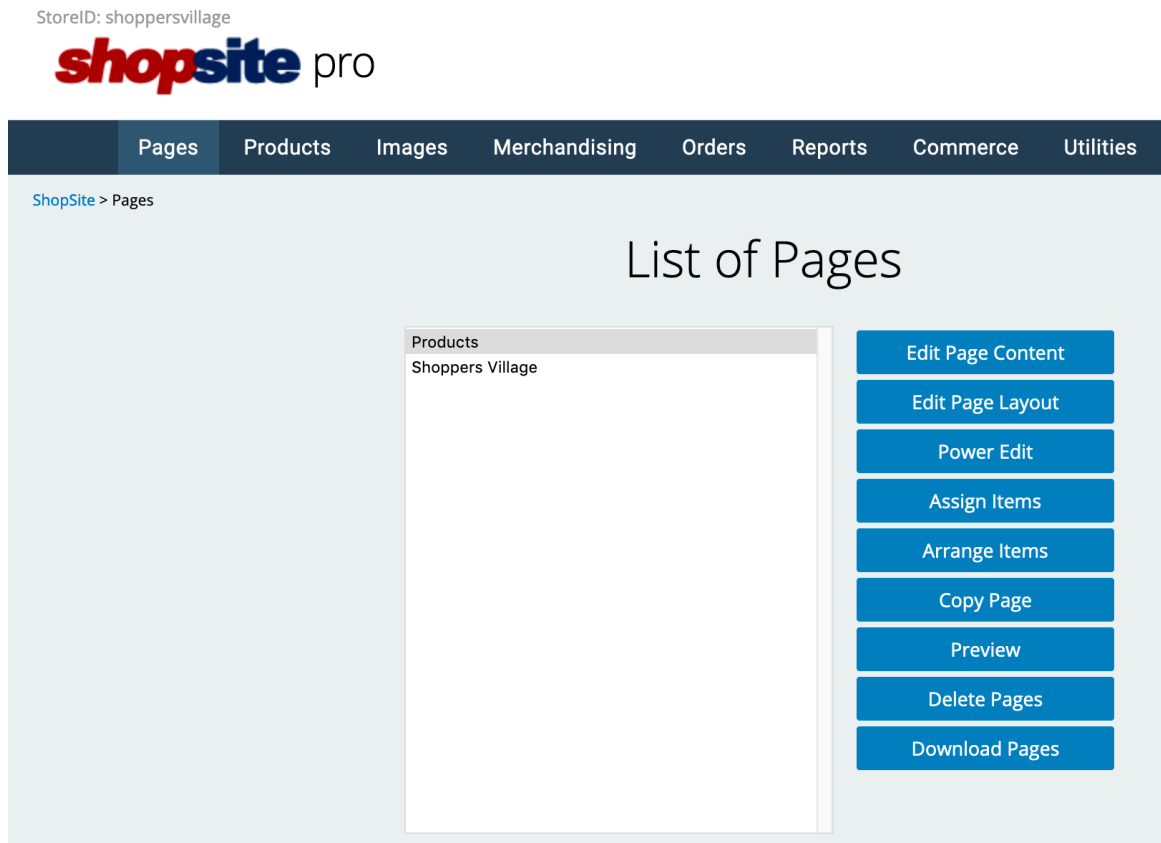 StoreID: shoppersvillage
shopsite pro
Pages Products Images Merchandising Orders Reports Commerce Utilities
ShopSite > Pages
List of Pages
Products
Shoppers Village
Edit Page Content
Edit Page Layout
Power Edit
Assign Items
Arrange Items
Copy Page
Preview
Delete Pages
Download Pages